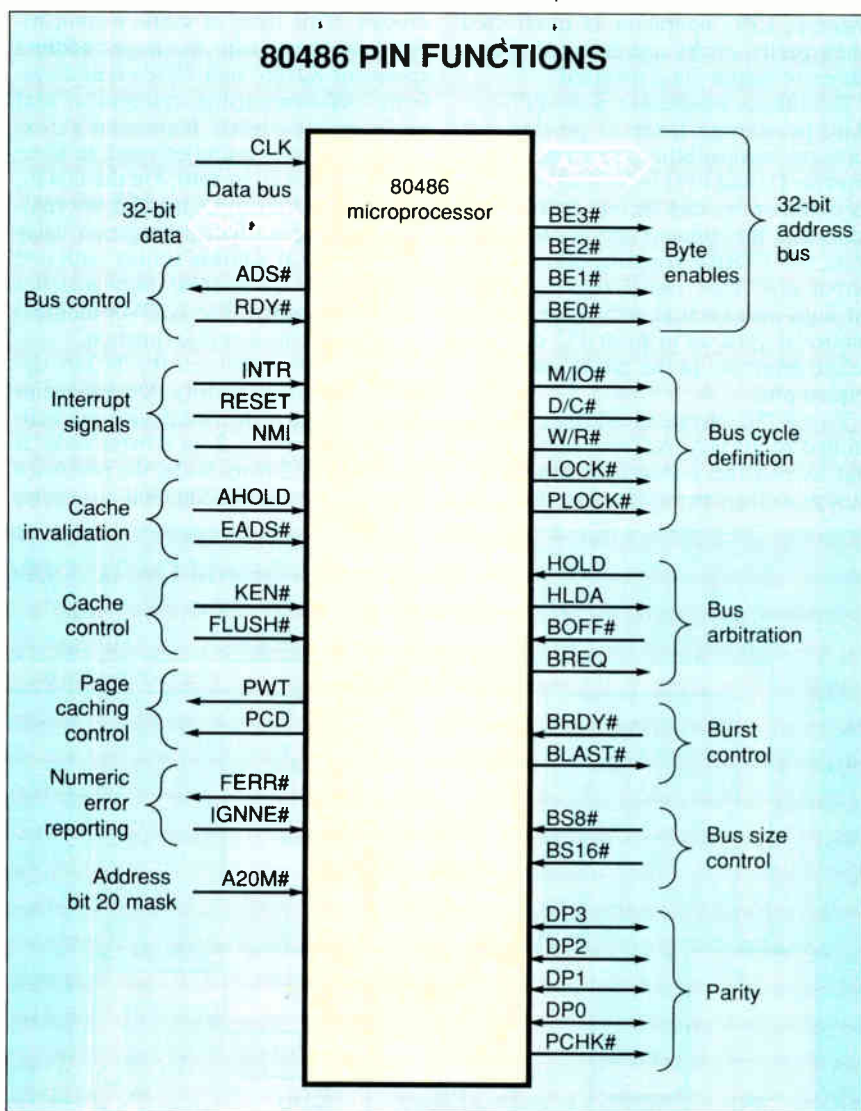 80486 PIN FUNCTIONS
CLK
Data bus
32-bit
data
ADS#
Bus control
RDY#
INTR
Interrupt
signals
RESET
NMI
AHOLD
Cache
invalidation
EADS#
KEN#
Cache
control
FLUSH#
Page
caching
control
PWT
PCD
Numeric
error
reporting
FERR#
IGNNE#
Address
bit 20 mask
A20M#
80486
microprocessor
BE3#
BE2#
BE1#
BE0#
Byte
enables
32-bit
address
bus
M/IO#
D/C#
W/R#
LOCK#
PLOCK#
Bus cycle
definition
HOLD
HLDA
BOFF#
BREQ
Bus
arbitration
BRDY#
BLAST#
Burst
control
BS8#
BS16#
Bus size
control
DP3
DP2
DP1
DP0
PCHK#
Parity